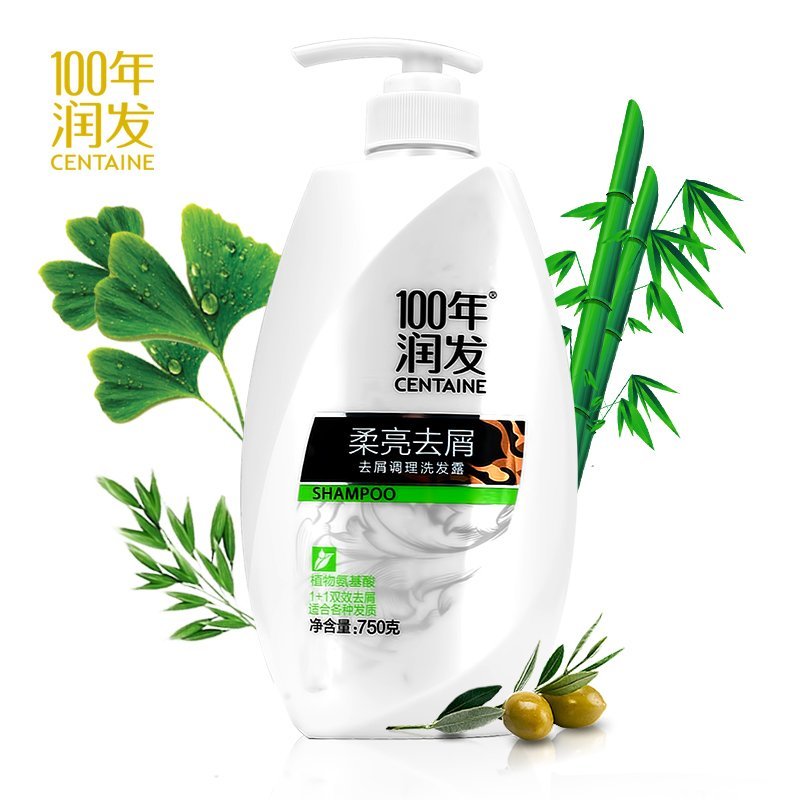 100年
润发
CENTAINE
100年®
润发
CENTAINE
柔亮去屑
去屑调理洗发露
SHAMPOO
植物氨基酸
1+1双效去屑
适合各种发质
净含量:750克